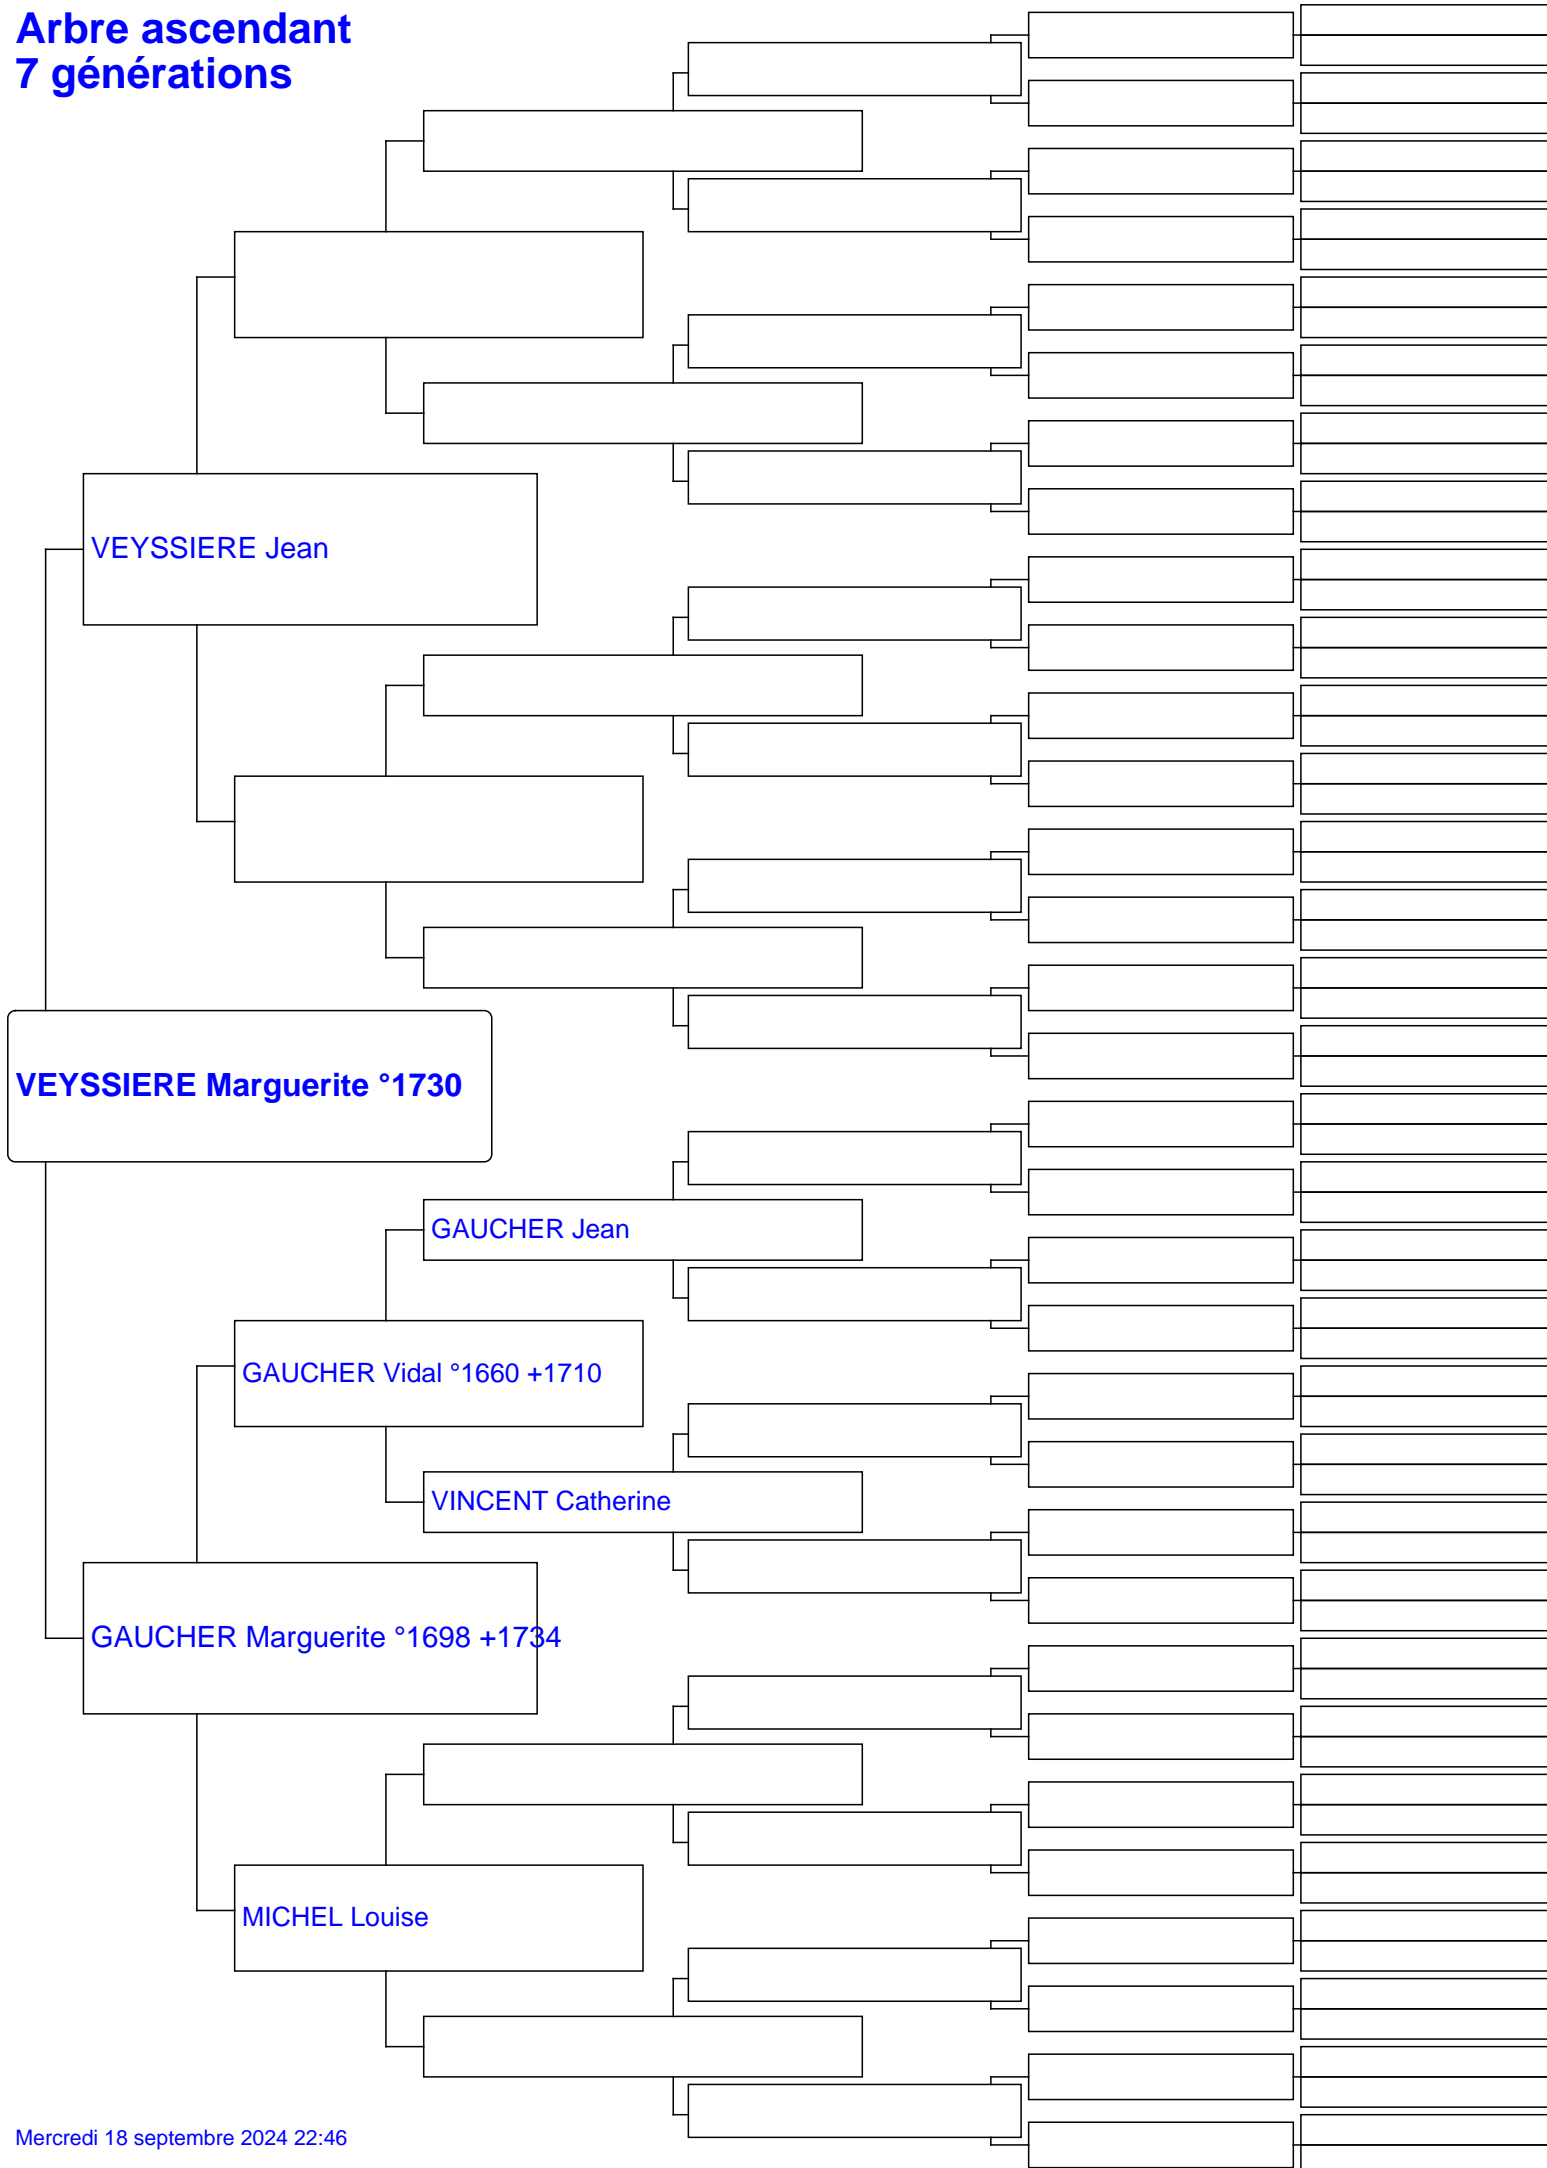 Arbre ascendant
7 générations
VEYSSIERE Jean
VEYSSIERE Marguerite °1730
GAUCHER Jean
GAUCHER Vidal °1660 +1710
VINCENT Catherine
GAUCHER Marguerite °1698 +1734
MICHEL Louise
Mercredi 18 septembre 2024 22:46